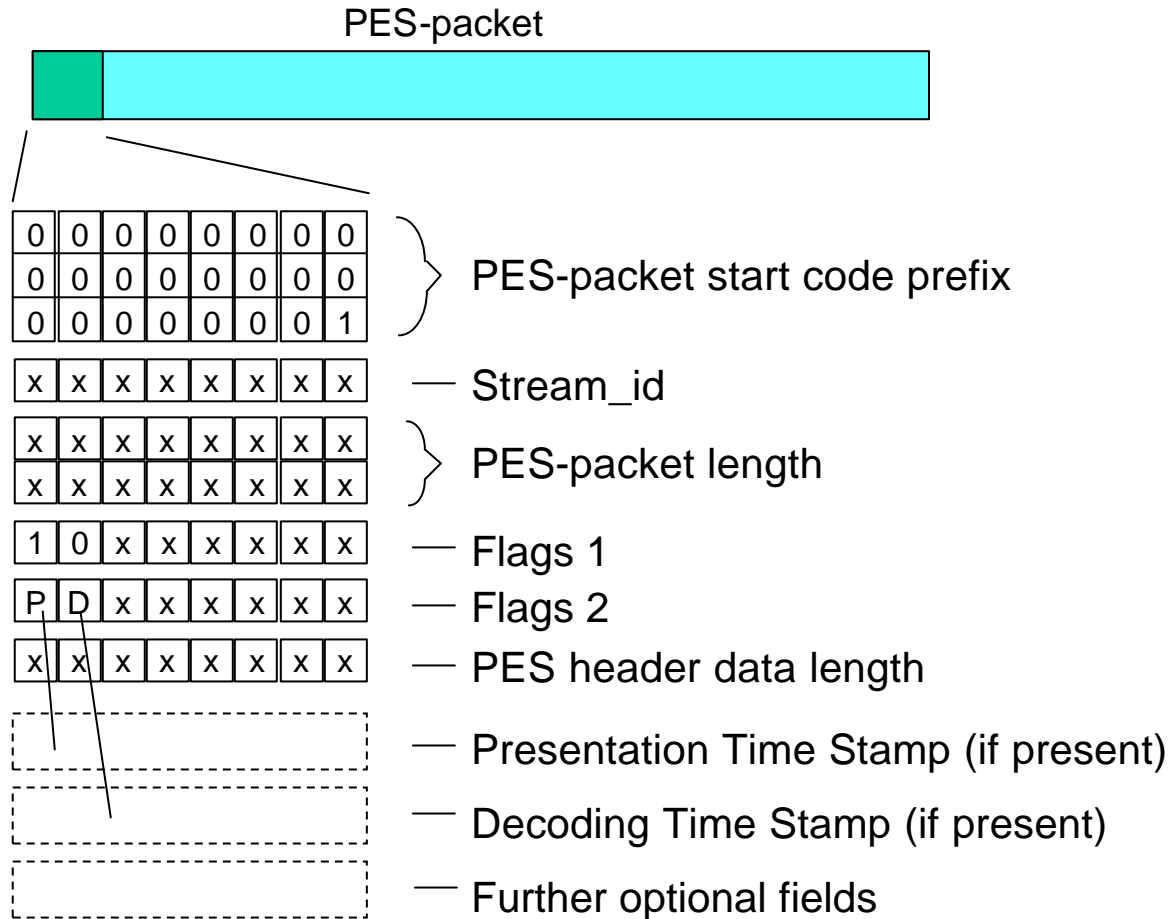 PES-packet
0 0 0 0 0 0 0 0
0 0 0 0 0 0 0 0
0 0 0 0 0 0 0 1
PES-packet start code prefix
x x x x x x x x
Stream_id
x x x x x x x x
x x x x x x x x
PES-packet length
1 0 x x x x x x
Flags 1
P D x x x x x x
Flags 2
x x x x x x x x
PES header data length
Presentation Time Stamp (if present)
Decoding Time Stamp (if present)
Further optional fields